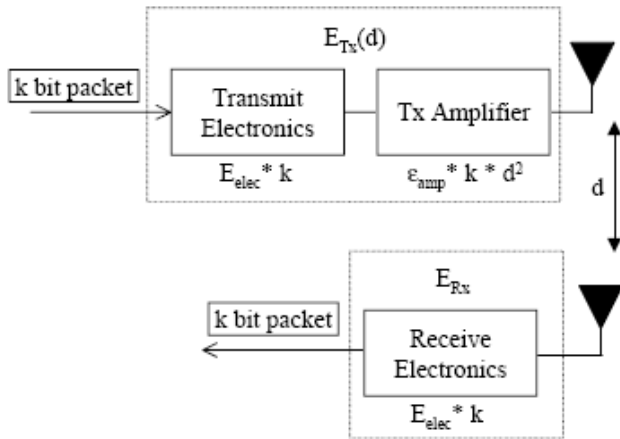 E_Tx(d)
k bit packet
Transmit
Electronics
Tx Amplifier
E_elec* k
ε_amp* k * d²
d
E_Rx
k bit packet
Receive
Electronics
E_elec* k